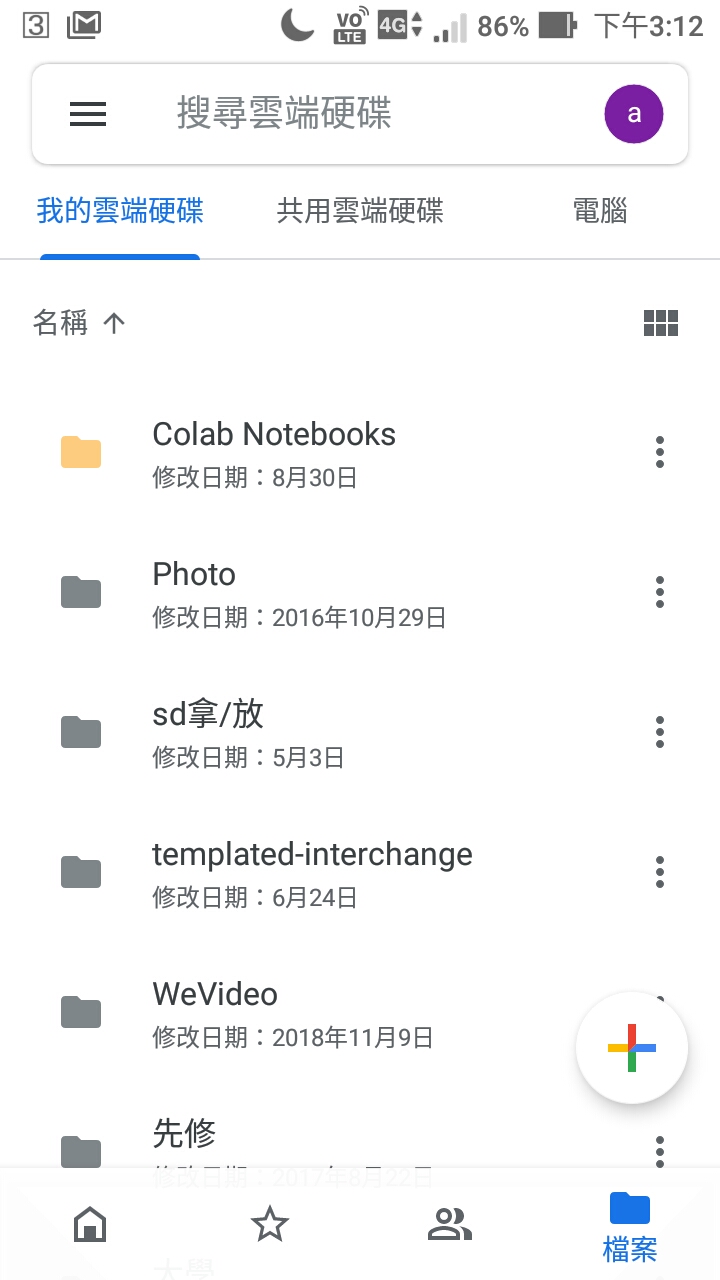 3
VO
LTE
4G
86%
下午3:12
搜尋雲端硬碟
a
我的雲端硬碟
共用雲端硬碟
電腦
名稱
Colab Notebooks
修改日期：8月30日
Photo
修改日期：2016年10月29日
sd拿/放
修改日期：5月3日
templated-interchange
修改日期：6月24日
WeVideo
修改日期：2018年11月9日
先修
修改日期：2017年8月22日
大學
檔案